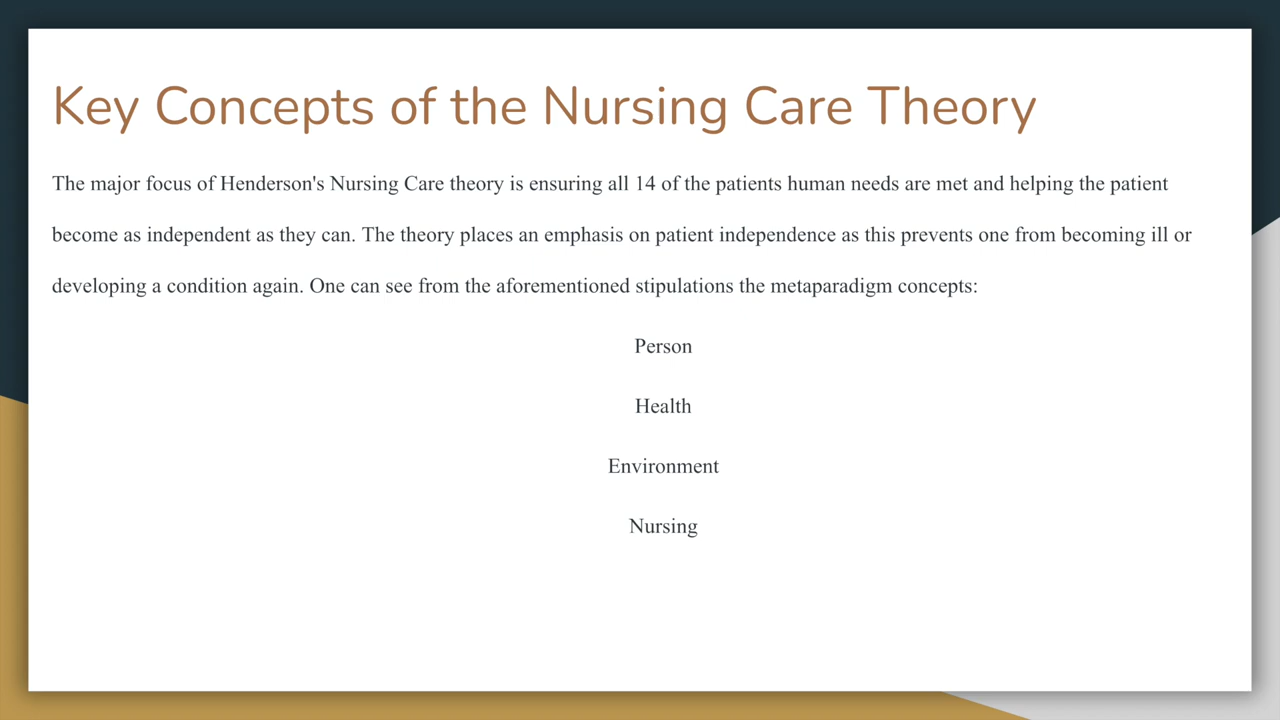 Key Concepts of the Nursing Care Theory
The major focus of Henderson's Nursing Care theory is ensuring all 14 of the patients human needs are met and helping the patient
become as independent as they can. The theory places an emphasis on patient independence as this prevents one from becoming ill or
developing a condition again. One can see from the aforementioned stipulations the metaparadigm concepts:
Person
Health
Environment
Nursing